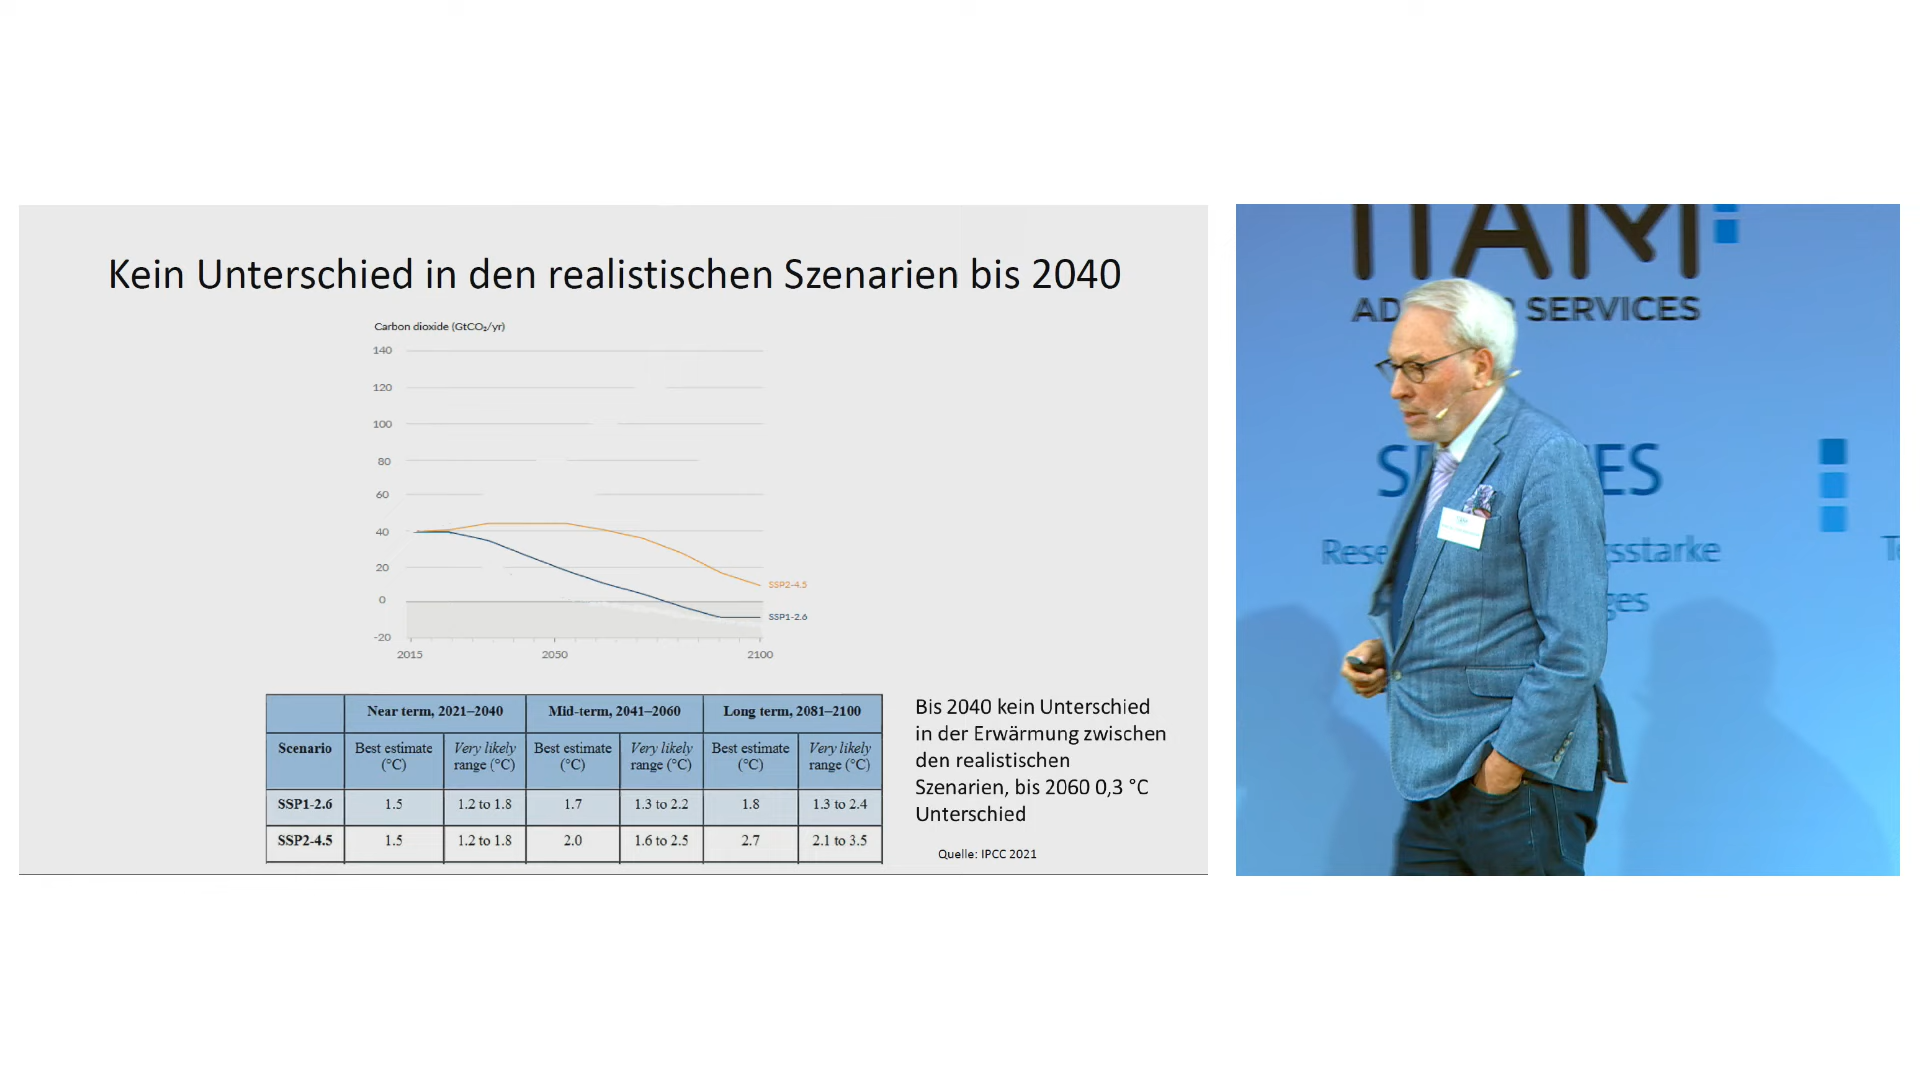 Kein Unterschied in den realistischen Szenarien bis 2040
Carbon dioxide (GtCO₂/yr)
140
120
100
80
60
40
20
0
-20
2015 2050 2100
SSP2-4.5
SSP1-2.6
Near term, 2021–2040 Mid-term, 2041–2060 Long term, 2081–2100
Scenario Best estimate (°C) Very likely range (°C) Best estimate (°C) Very likely range (°C) Best estimate (°C) Very likely range (°C)
SSP1-2.6 1.5 1.2 to 1.8 1.7 1.3 to 2.2 1.8 1.3 to 2.4
SSP2-4.5 1.5 1.2 to 1.8 2.0 1.6 to 2.5 2.7 2.1 to 3.5
Bis 2040 kein Unterschied
in der Erwärmung zwischen
den realistischen
Szenarien, bis 2060 0,3 °C
Unterschied
Quelle: IPCC 2021
SERVICES